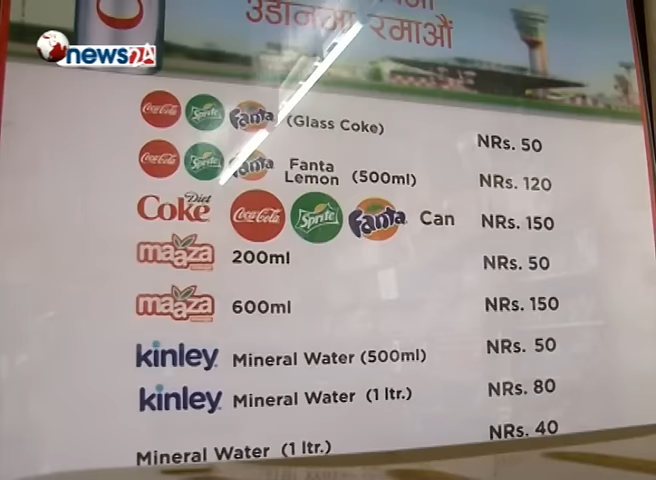 उडानमा रमाऔं
news24
Coca-Cola Sprite Fanta (Glass Coke) NRs. 50
Coca-Cola Sprite Fanta Fanta Lemon (500ml) NRs. 120
Diet Coke Coca-Cola Sprite Fanta Can NRs. 150
maaza 200ml NRs. 50
maaza 600ml NRs. 150
kinley Mineral Water (500ml) NRs. 50
kinley Mineral Water (1 ltr.) NRs. 80
Mineral Water (1 ltr.) NRs. 40